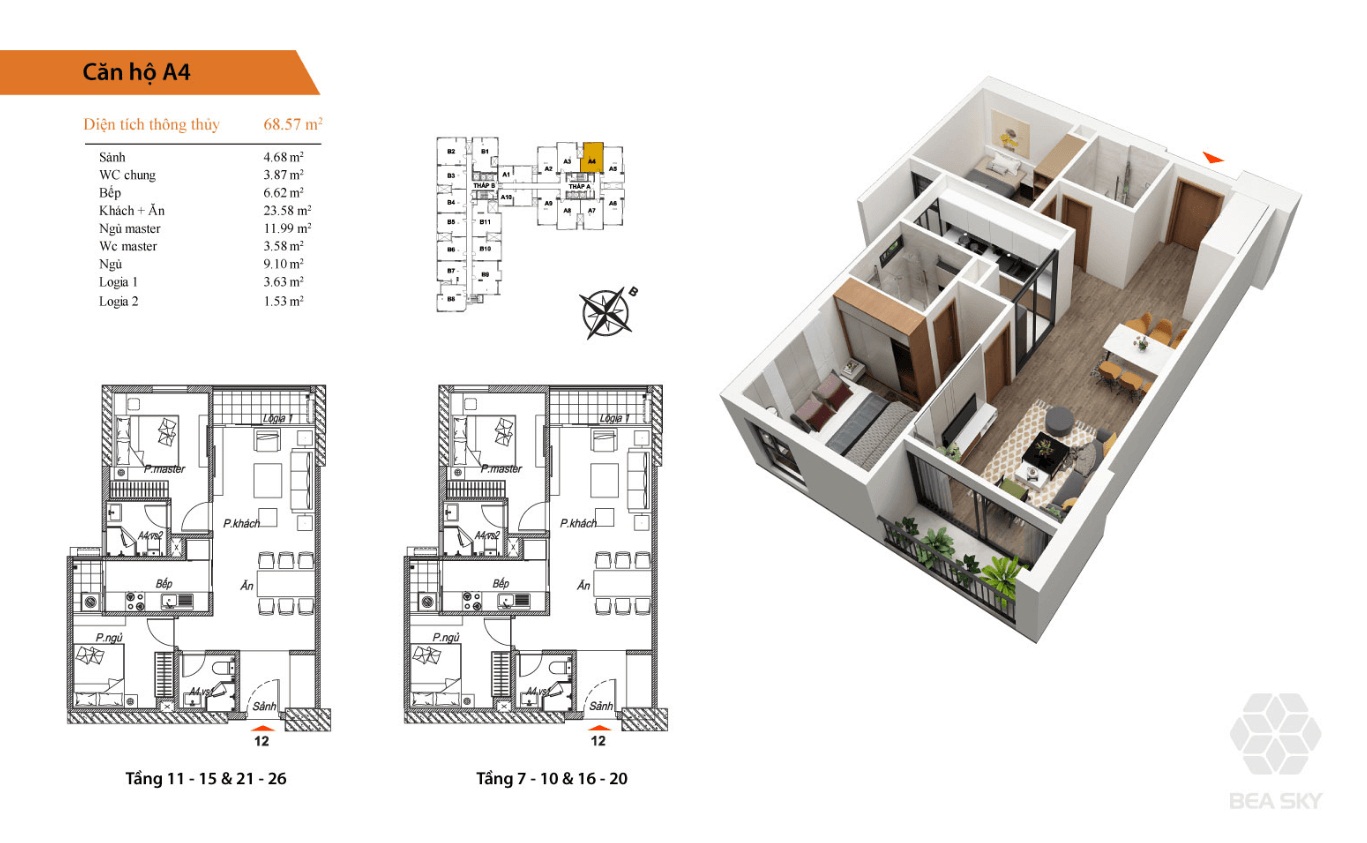 Căn hộ A4
Diện tích thông thủy 68.57 m²
Sảnh 4.68 m²
WC chung 3.87 m²
Bếp 6.62 m²
Khách + Ăn 23.58 m²
Ngủ master 11.99 m²
Wc master 3.58 m²
Ngủ 9.10 m²
Logia 1 3.63 m²
Logia 2 1.53 m²
B2 B1
B3
THÁP B
B4
B5 B11
B6 B10
B7 B9
B8
A1
A10
A2 A3 A4 A5
THÁP A
A9 A8 A7 A6
B
Logia 1
P.master
P.khách
A4.vs2
Bếp
Ăn
P.ngủ
A4.vs1
Sảnh
12
Tầng 11 - 15 & 21 - 26
Logia 1
P.master
P.khách
A4.vs2
Bếp
Ăn
P.ngủ
A4.vs1
Sảnh
12
Tầng 7 - 10 & 16 - 20
BEA SKY